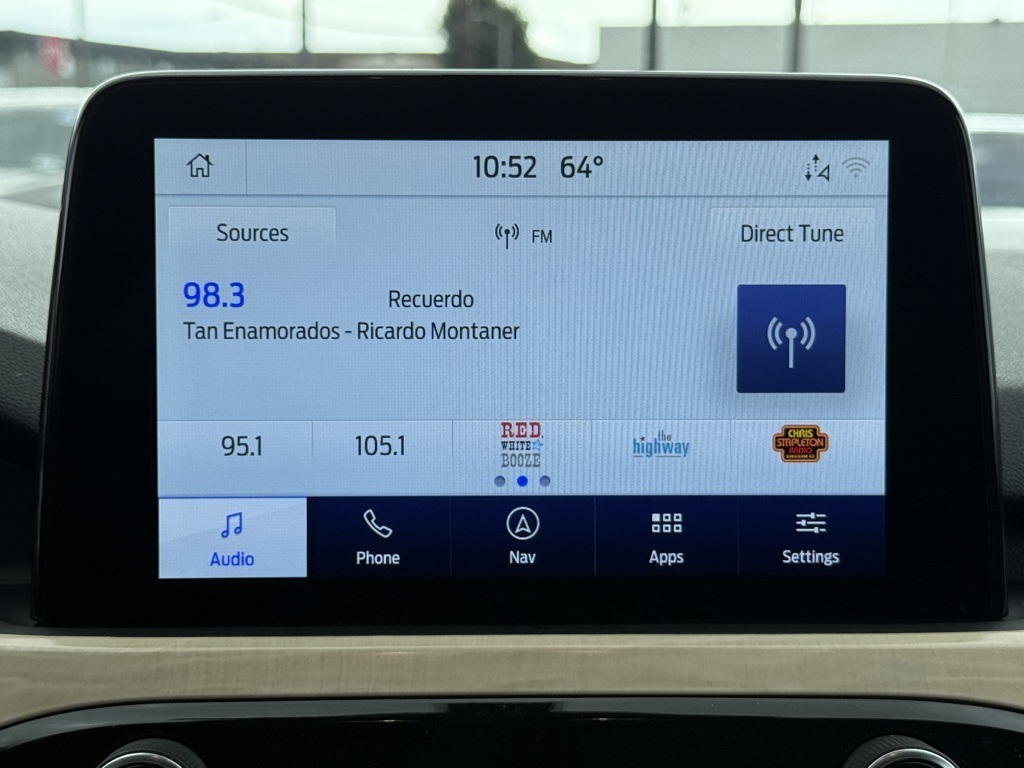 10:52 64°
Sources
FM
Direct Tune
98.3
Recuerdo
Tan Enamorados - Ricardo Montaner
95.1
105.1
RED
WHITE
BOOZE
the
highway
CHRIS
STAPLETON
RADIO
Audio
Phone
Nav
Apps
Settings